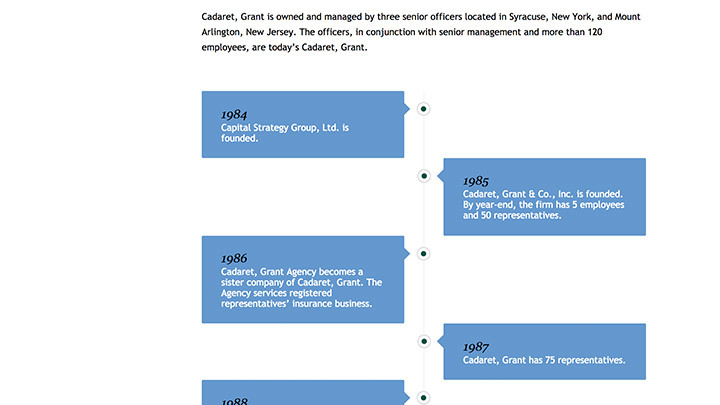 Cadaret, Grant is owned and managed by three senior officers located in Syracuse, New York, and Mount
Arlington, New Jersey. The officers, in conjunction with senior management and more than 120
employees, are today’s Cadaret, Grant.
1984
Capital Strategy Group, Ltd. is
founded.
1985
Cadaret, Grant & Co., Inc. is founded.
By year-end, the firm has 5 employees
and 50 representatives.
1986
Cadaret, Grant Agency becomes a
sister company of Cadaret, Grant. The
Agency services registered
representatives’ insurance business.
1987
Cadaret, Grant has 75 representatives.
1988